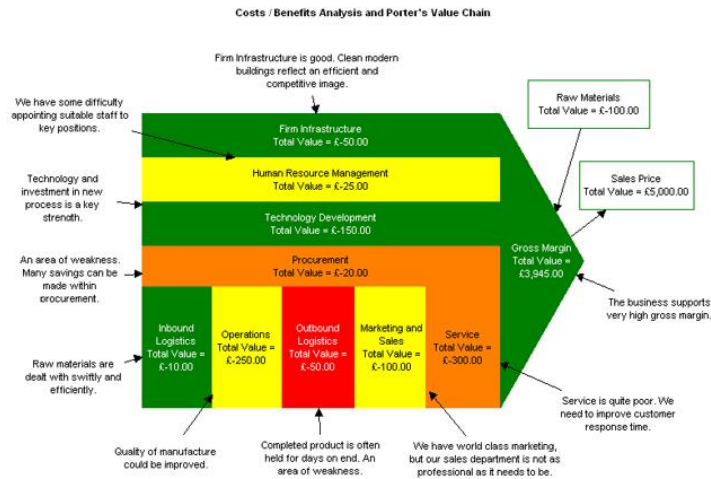 Costs / Benefits Analysis and Porter's Value Chain
Firm Infrastructure is good. Clean modern
buildings reflect an efficient and
competitive image.
We have some difficulty
appointing suitable staff to
key positions.
Raw Materials
Total Value = £-100.00
Firm Infrastructure
Total Value = £-50.00
Human Resource Management
Total Value = £-25.00
Technology and
investment in new
process is a key
strength.
Sales Price
Total Value = £5,000.00
Technology Development
Total Value = £-150.00
Gross Margin
Total Value =
£3,945.00
An area of weakness.
Many savings can be
made within
procurement.
Procurement
Total Value = £-20.00
The business supports
very high gross margin.
Inbound
Logistics
Total Value =
£-10.00
Operations
Total Value =
£-250.00
Outbound
Logistics
Total Value =
£-50.00
Marketing and
Sales
Total Value =
£-100.00
Service
Total Value =
£-300.00
Raw materials are
dealt with swiftly and
efficiently.
Service is quite poor. We
need to improve customer
response time.
Quality of manufacture
could be improved.
Completed product is often
held for days on end. An
area of weakness.
We have world class marketing,
but our sales department is not as
professional as it needs to be.